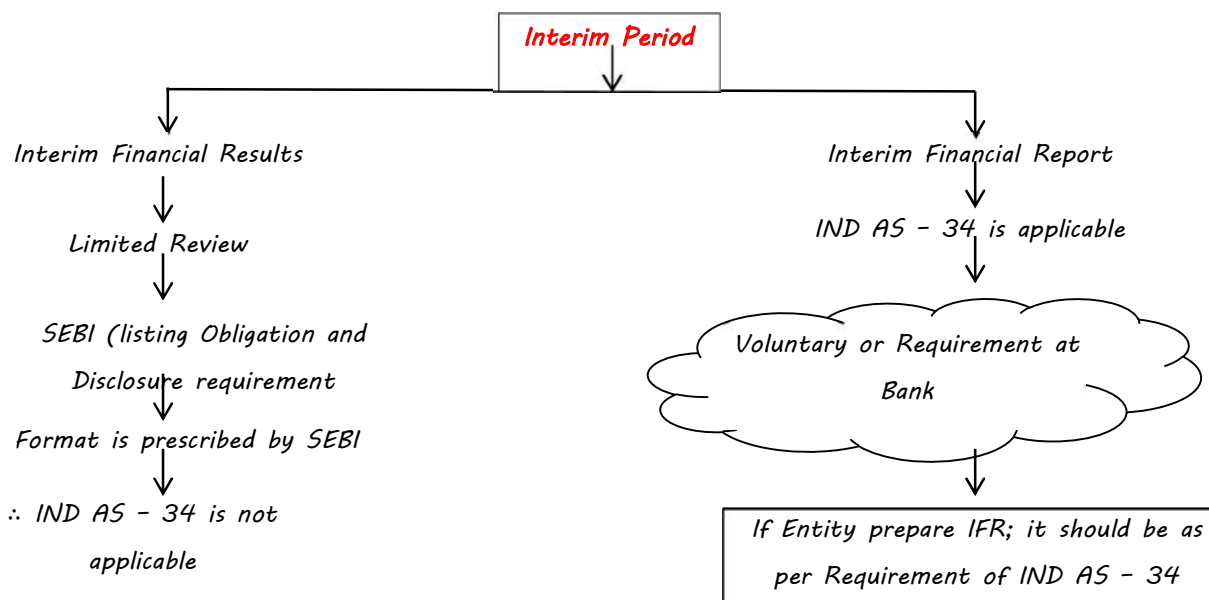 Interim Period
Interim Financial Results
Limited Review
SEBI (listing Obligation and
Disclosure requirement
Format is prescribed by SEBI
∴ IND AS – 34 is not
applicable
Interim Financial Report
IND AS – 34 is applicable
Voluntary or Requirement at
Bank
If Entity prepare IFR; it should be as
per Requirement of IND AS – 34